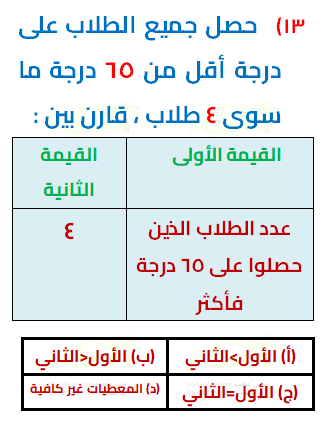 ١٣) حصل جميع الطلاب على
درجة أقل من ٦٥ درجة ما
سوى ٤ طلاب ، قارن بين :
القيمة الأولى
القيمة الثانية
عدد الطلاب الذين
حصلوا على ٦٥ درجة
فأكثر
٤
(أ) الأول>الثاني
(ب) الأول<الثاني
(ج) الأول=الثاني
(د) المعطيات غير كافية